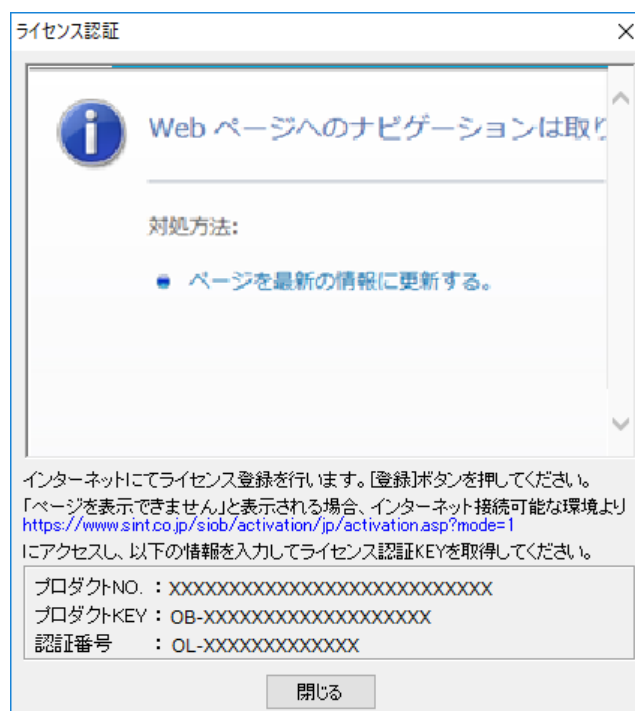 ライセンス認証
Web ページへのナビゲーションは取り
対処方法:
ページを最新の情報に更新する。
インターネットにてライセンス登録を行います。[登録]ボタンを押してください。
「ページを表示できません」と表示される場合、インターネット接続可能な環境より
https://www.sint.co.jp/siob/activation/jp/activation.asp?mode=1
にアクセスし、以下の情報を入力してライセンス認証KEYを取得してください。
プロダクトNO. : XXXXXXXXXXXXXXXXXXXXXXXXXXX
プロダクトKEY : OB-XXXXXXXXXXXXXXXXXXX
認証番号 : OL-XXXXXXXXXXXXX
閉じる